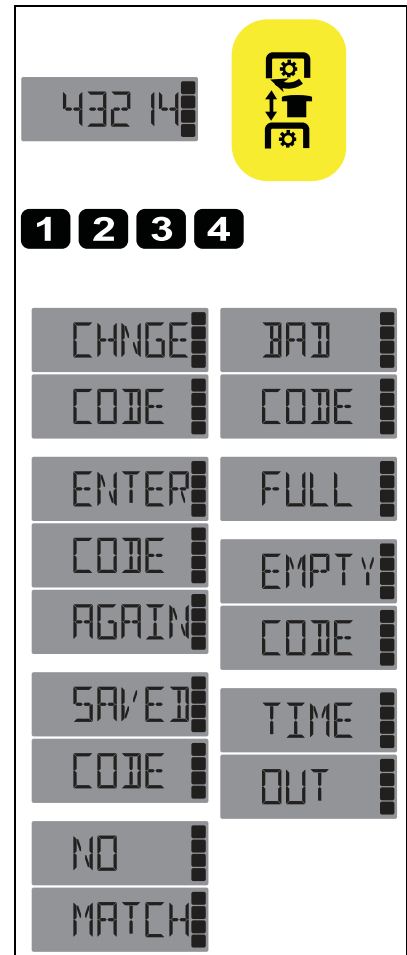 43214
1 2 3 4
CHNGE
CODE
ENTER
CODE
AGAIN
SAVED
CODE
NO
MATCH
BAD
CODE
FULL
EMPTY
CODE
TIME
OUT